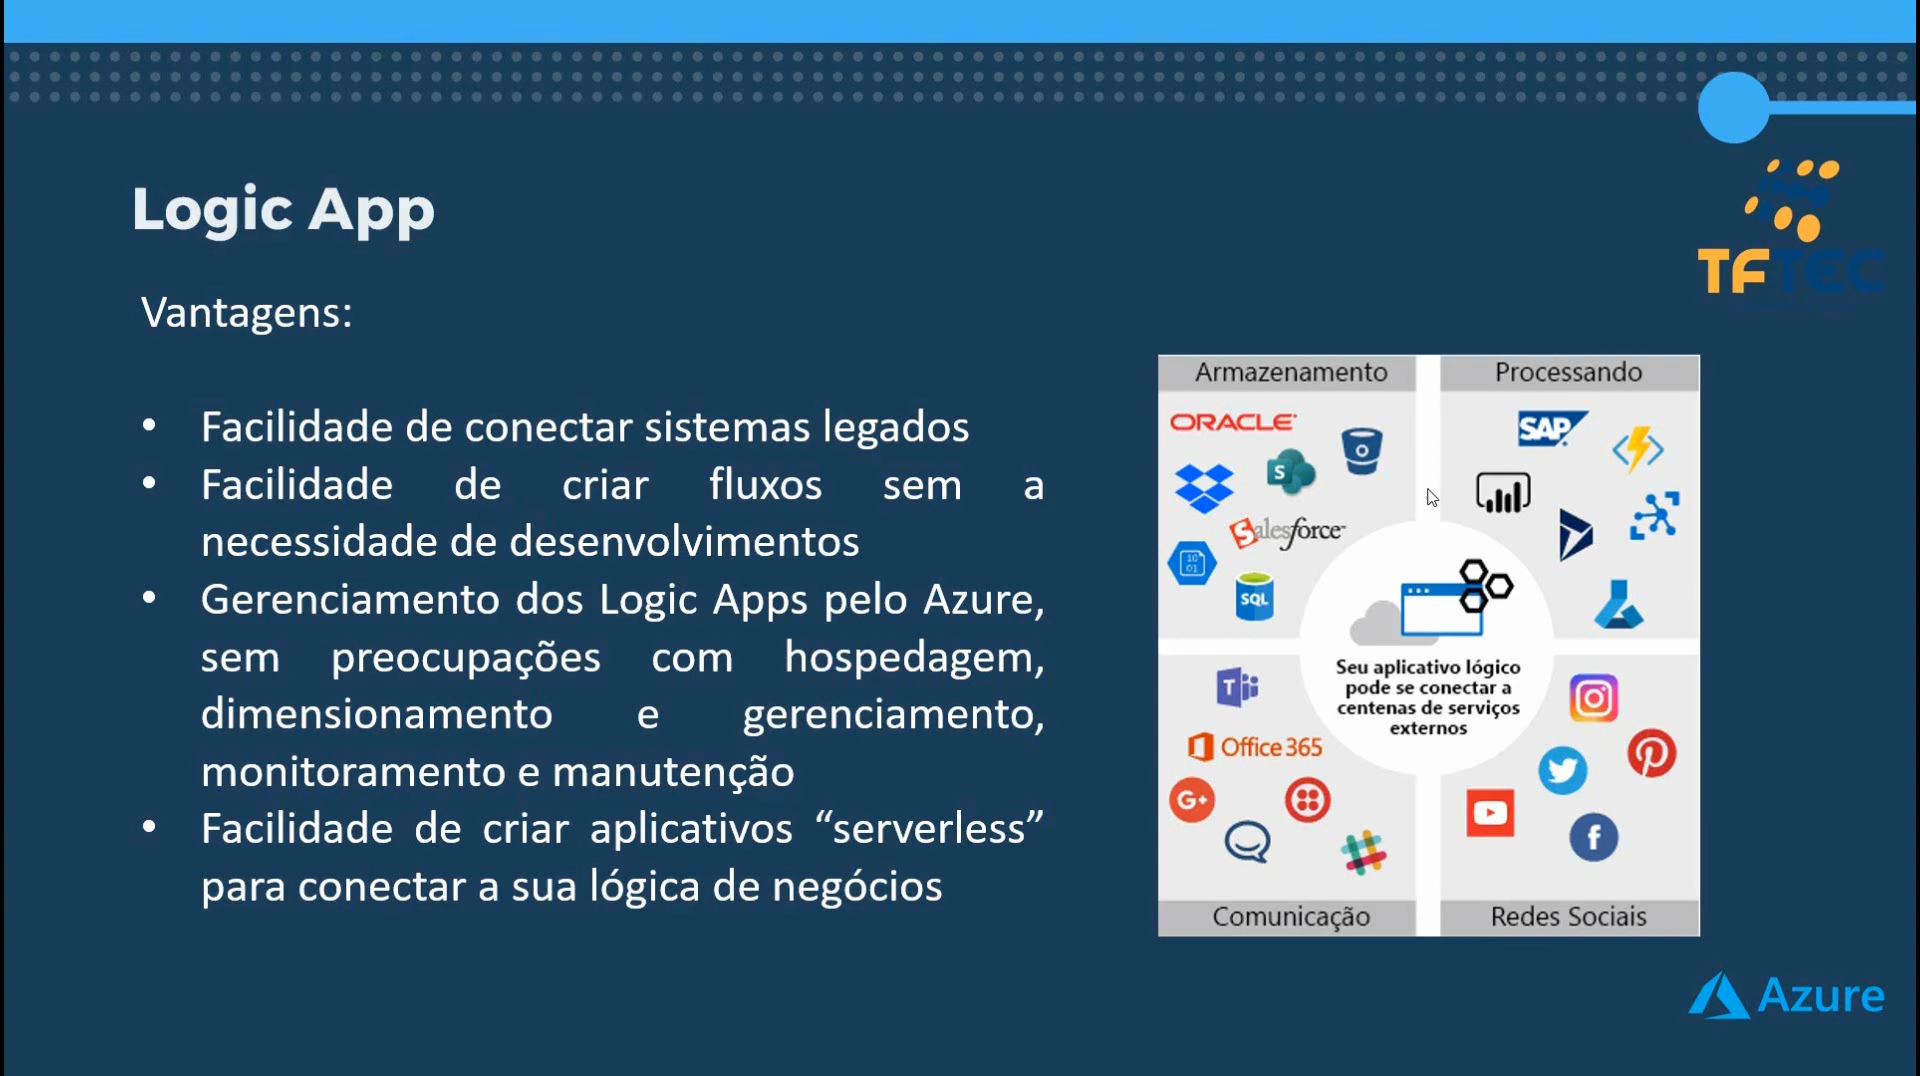 Logic App
TFTEC
Vantagens:
• Facilidade de conectar sistemas legados
• Facilidade de criar fluxos sem a
necessidade de desenvolvimentos
• Gerenciamento dos Logic Apps pelo Azure,
sem preocupações com hospedagem,
dimensionamento e gerenciamento,
monitoramento e manutenção
• Facilidade de criar aplicativos “serverless”
para conectar a sua lógica de negócios
Armazenamento
ORACLE
S
Salesforce
10
01
SQL
Processando
SAP
Seu aplicativo lógico
pode se conectar a
centenas de serviços
externos
T
Office 365
G+
Comunicação
f
Redes Sociais
Azure